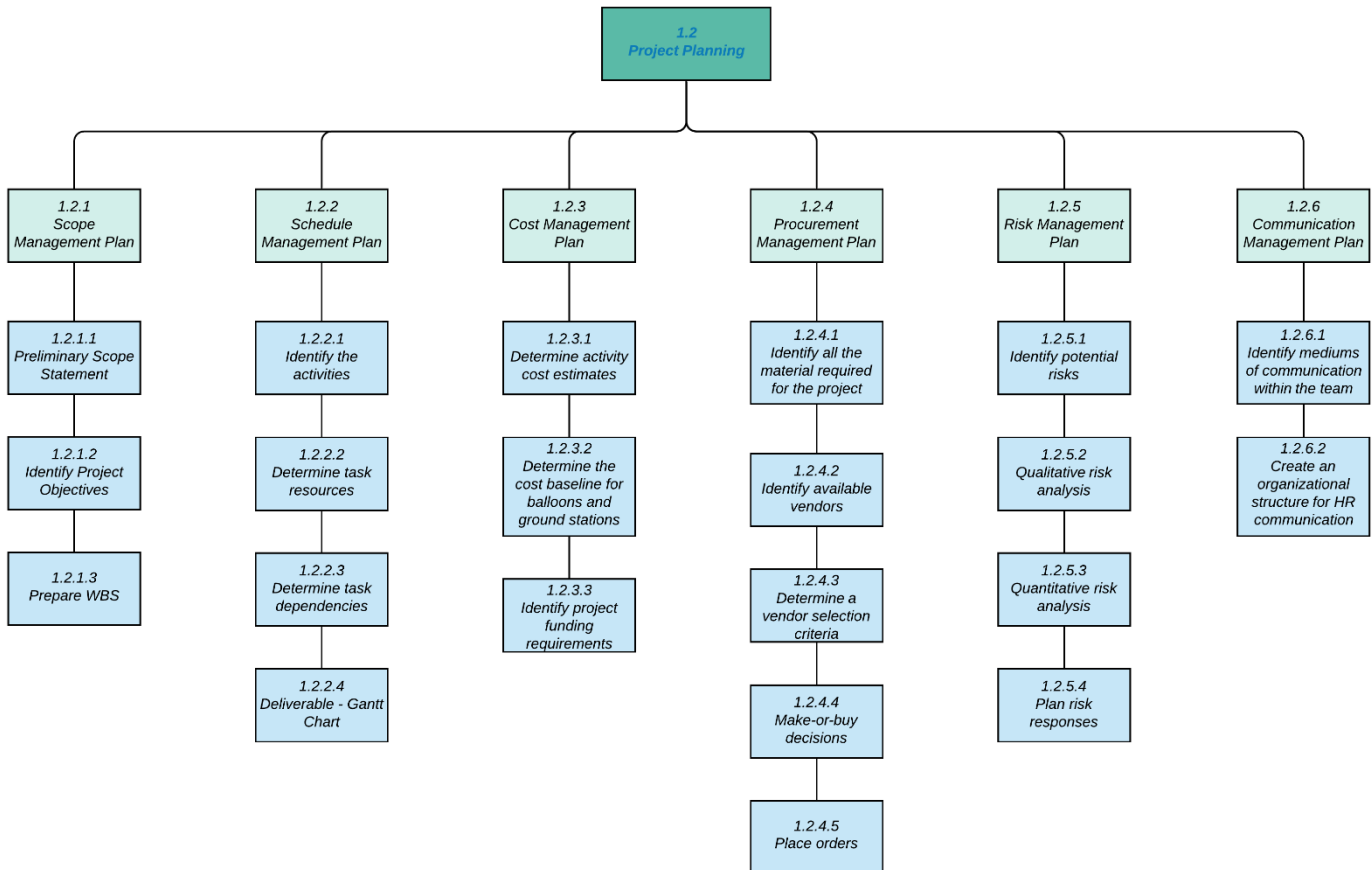 1.2
Project Planning
1.2.1
Scope
Management Plan
1.2.2
Schedule
Management Plan
1.2.3
Cost Management
Plan
1.2.4
Procurement
Management Plan
1.2.5
Risk Management
Plan
1.2.6
Communication
Management Plan
1.2.1.1
Preliminary Scope
Statement
1.2.1.2
Identify Project
Objectives
1.2.1.3
Prepare WBS
1.2.2.1
Identify the
activities
1.2.2.2
Determine task
resources
1.2.2.3
Determine task
dependencies
1.2.2.4
Deliverable - Gantt
Chart
1.2.3.1
Determine activity
cost estimates
1.2.3.2
Determine the
cost baseline for
balloons and
ground stations
1.2.3.3
Identify project
funding
requirements
1.2.4.1
Identify all the
material required
for the project
1.2.4.2
Identify available
vendors
1.2.4.3
Determine a
vendor selection
criteria
1.2.4.4
Make-or-buy
decisions
1.2.4.5
Place orders
1.2.5.1
Identify potential
risks
1.2.5.2
Qualitative risk
analysis
1.2.5.3
Quantitative risk
analysis
1.2.5.4
Plan risk
responses
1.2.6.1
Identify mediums
of communication
within the team
1.2.6.2
Create an
organizational
structure for HR
communication